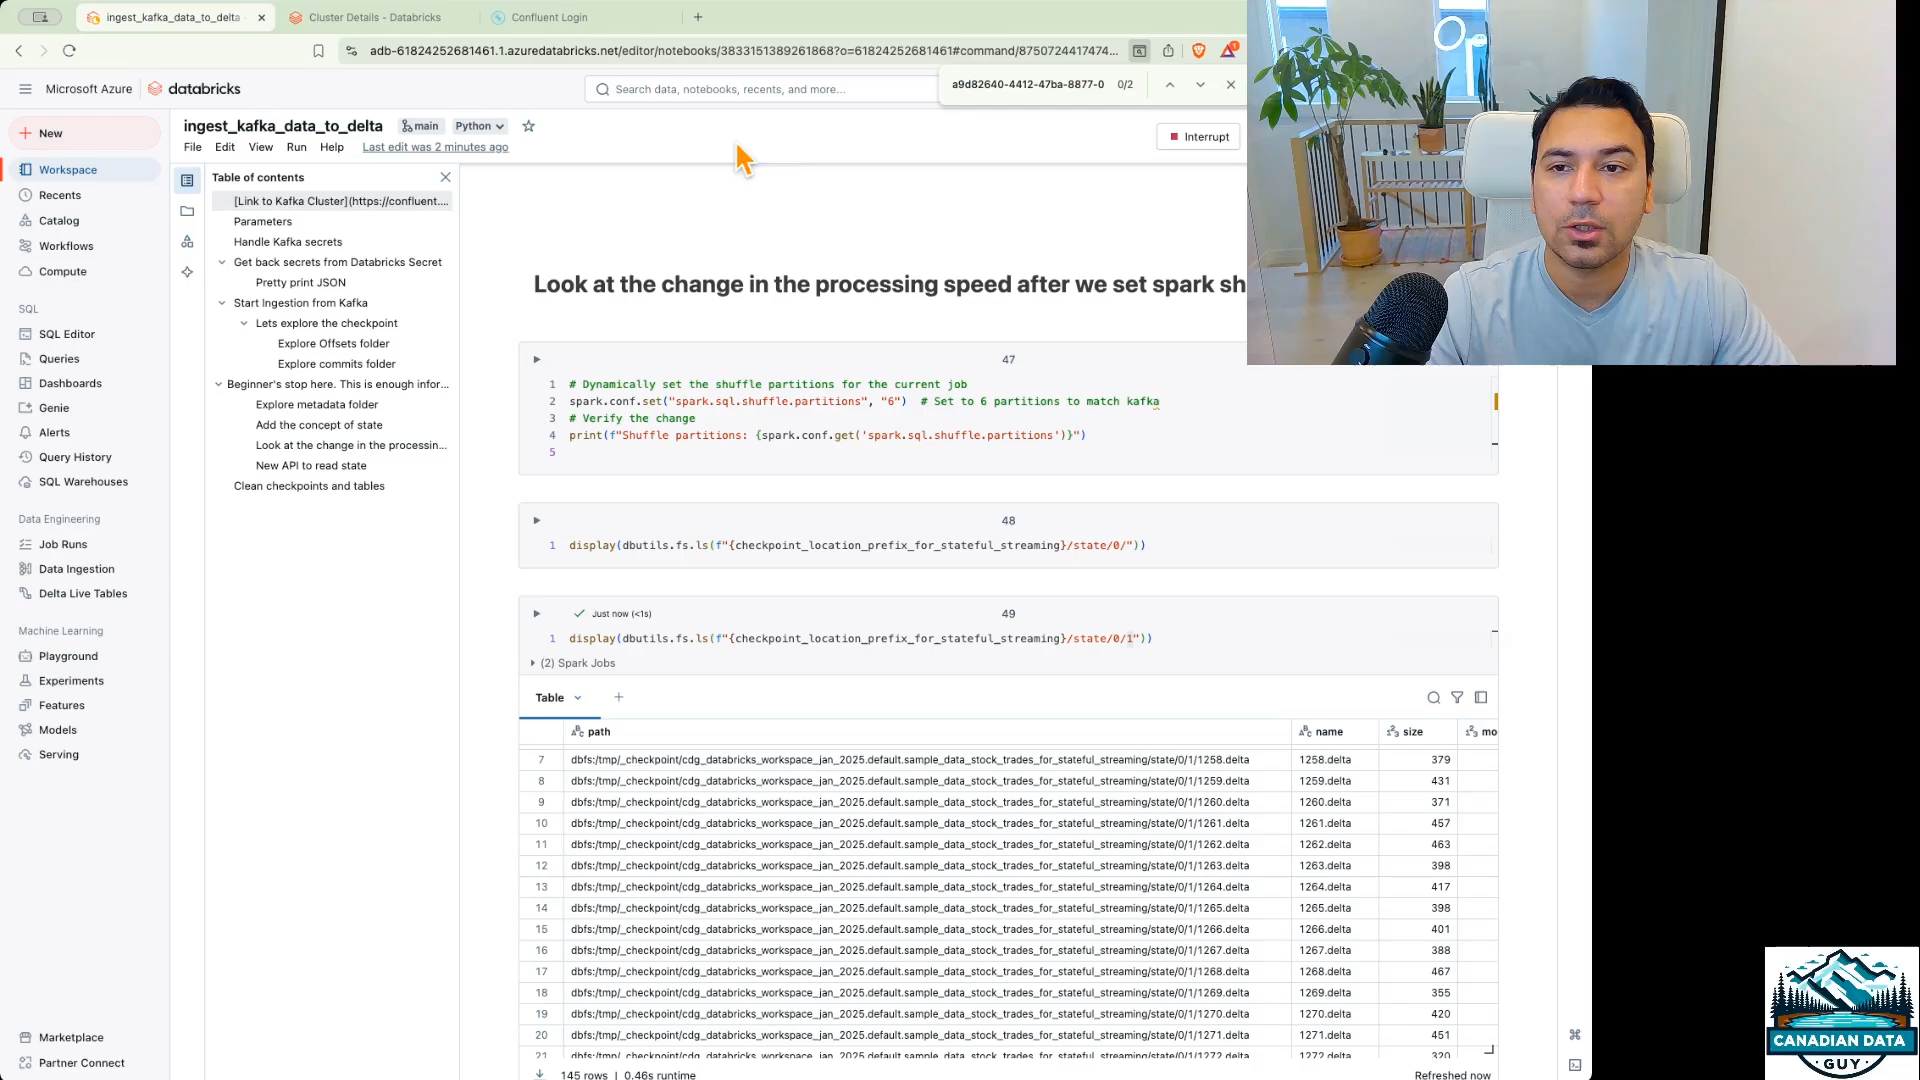 ingest_kafka_data_to_delta
Cluster Details - Databricks
Confluent Login
adb-61824252681461.1.azuredatabricks.net/editor/notebooks/3833151389261868?o=61824252681461#command/8750724417474...
Microsoft Azure
databricks
Search data, notebooks, recents, and more...
a9d82640-4412-47ba-8877-0 0/2
New
Workspace
Recents
Catalog
Workflows
Compute
SQL
SQL Editor
Queries
Dashboards
Genie
Alerts
Query History
SQL Warehouses
Data Engineering
Job Runs
Data Ingestion
Delta Live Tables
Machine Learning
Playground
Experiments
Features
Models
Serving
Marketplace
Partner Connect
ingest_kafka_data_to_delta main Python
File Edit View Run Help Last edit was 2 minutes ago
Interrupt
Table of contents
[Link to Kafka Cluster](https://confluent....
Parameters
Handle Kafka secrets
Get back secrets from Databricks Secret
Pretty print JSON
Start Ingestion from Kafka
Lets explore the checkpoint
Explore Offsets folder
Explore commits folder
Beginner's stop here. This is enough infor...
Explore metadata folder
Add the concept of state
Look at the change in the processin...
New API to read state
Clean checkpoints and tables
Look at the change in the processing speed after we set spark sh
47
1 # Dynamically set the shuffle partitions for the current job
2 spark.conf.set("spark.sql.shuffle.partitions", "6") # Set to 6 partitions to match kafka
3 # Verify the change
4 print(f"Shuffle partitions: {spark.conf.get('spark.sql.shuffle.partitions')}")
5
48
1 display(dbutils.fs.ls(f"{checkpoint_location_prefix_for_stateful_streaming}/state/0/"))
Just now (<1s) 49
1 display(dbutils.fs.ls(f"{checkpoint_location_prefix_for_stateful_streaming}/state/0/1"))
(2) Spark Jobs
Table
path name size mo
7 dbfs:/tmp/_checkpoint/cdg_databricks_workspace_jan_2025.default.sample_data_stock_trades_for_stateful_streaming/state/0/1/1258.delta 1258.delta 379
8 dbfs:/tmp/_checkpoint/cdg_databricks_workspace_jan_2025.default.sample_data_stock_trades_for_stateful_streaming/state/0/1/1259.delta 1259.delta 431
9 dbfs:/tmp/_checkpoint/cdg_databricks_workspace_jan_2025.default.sample_data_stock_trades_for_stateful_streaming/state/0/1/1260.delta 1260.delta 371
10 dbfs:/tmp/_checkpoint/cdg_databricks_workspace_jan_2025.default.sample_data_stock_trades_for_stateful_streaming/state/0/1/1261.delta 1261.delta 457
11 dbfs:/tmp/_checkpoint/cdg_databricks_workspace_jan_2025.default.sample_data_stock_trades_for_stateful_streaming/state/0/1/1262.delta 1262.delta 463
12 dbfs:/tmp/_checkpoint/cdg_databricks_workspace_jan_2025.default.sample_data_stock_trades_for_stateful_streaming/state/0/1/1263.delta 1263.delta 398
13 dbfs:/tmp/_checkpoint/cdg_databricks_workspace_jan_2025.default.sample_data_stock_trades_for_stateful_streaming/state/0/1/1264.delta 1264.delta 417
14 dbfs:/tmp/_checkpoint/cdg_databricks_workspace_jan_2025.default.sample_data_stock_trades_for_stateful_streaming/state/0/1/1265.delta 1265.delta 398
15 dbfs:/tmp/_checkpoint/cdg_databricks_workspace_jan_2025.default.sample_data_stock_trades_for_stateful_streaming/state/0/1/1266.delta 1266.delta 401
16 dbfs:/tmp/_checkpoint/cdg_databricks_workspace_jan_2025.default.sample_data_stock_trades_for_stateful_streaming/state/0/1/1267.delta 1267.delta 388
17 dbfs:/tmp/_checkpoint/cdg_databricks_workspace_jan_2025.default.sample_data_stock_trades_for_stateful_streaming/state/0/1/1268.delta 1268.delta 467
18 dbfs:/tmp/_checkpoint/cdg_databricks_workspace_jan_2025.default.sample_data_stock_trades_for_stateful_streaming/state/0/1/1269.delta 1269.delta 355
19 dbfs:/tmp/_checkpoint/cdg_databricks_workspace_jan_2025.default.sample_data_stock_trades_for_stateful_streaming/state/0/1/1270.delta 1270.delta 420
20 dbfs:/tmp/_checkpoint/cdg_databricks_workspace_jan_2025.default.sample_data_stock_trades_for_stateful_streaming/state/0/1/1271.delta 1271.delta 451
21 dbfs:/tmp/_checkpoint/cdg_databricks_workspace_jan_2025.default.sample_data_stock_trades_for_stateful_streaming/state/0/1/1272.delta 1272.delta 320
145 rows | 0.46s runtime Refreshed now
CANADIAN DATA
GUY